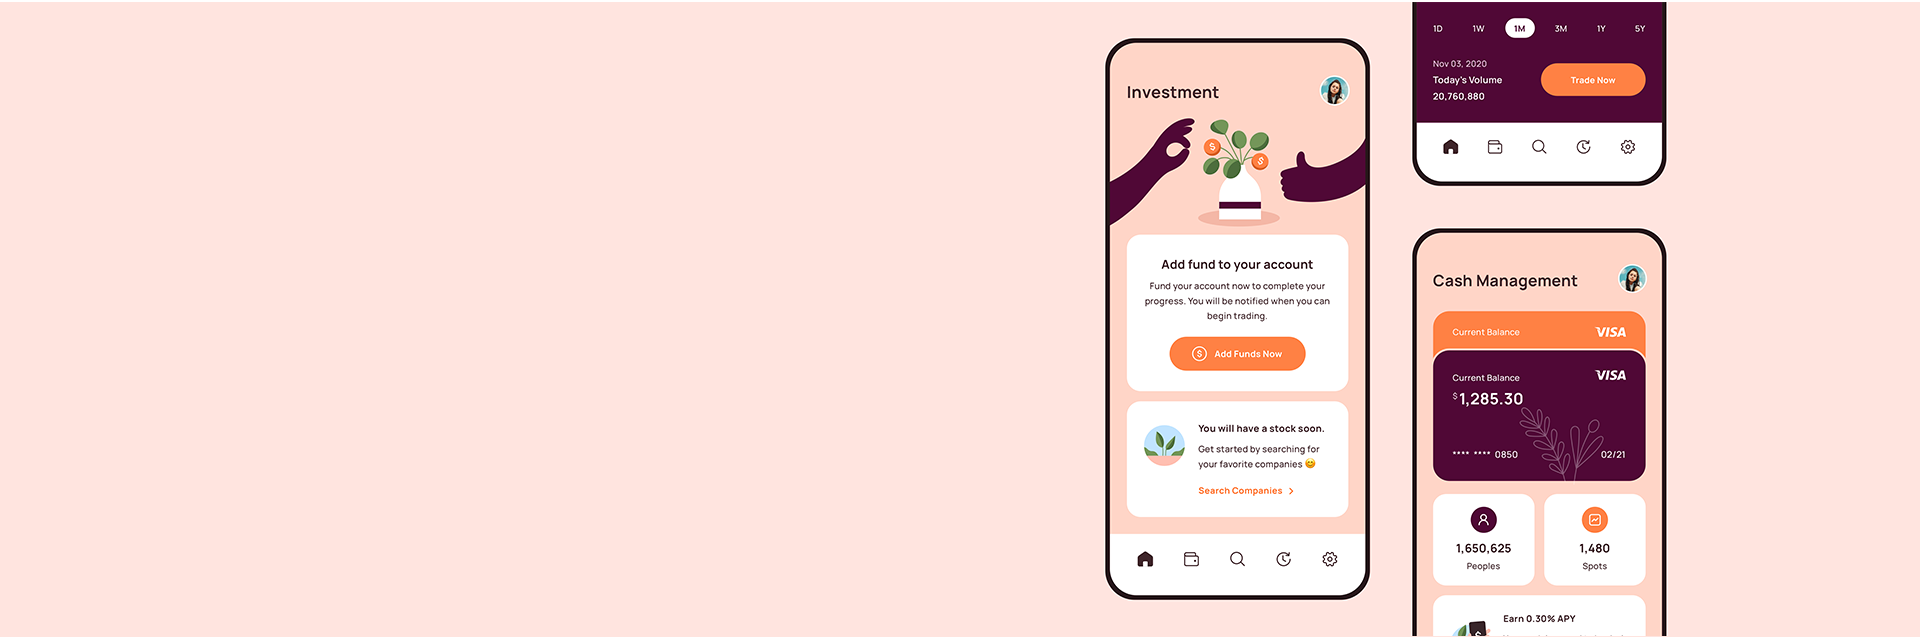 Investment
Add fund to your account
Fund your account now to complete your
progress. You will be notified when you can
begin trading.
$ Add Funds Now
You will have a stock soon.
Get started by searching for
your favorite companies 😊
Search Companies >
1D 1W 1M 3M 1Y 5Y
Nov 03, 2020
Today's Volume
20,760,880
Trade Now
Cash Management
Current Balance VISA
Current Balance VISA
$1,285.30
**** **** 0850 02/21
1,650,625
Peoples
1,480
Spots
Earn 0.30% APY